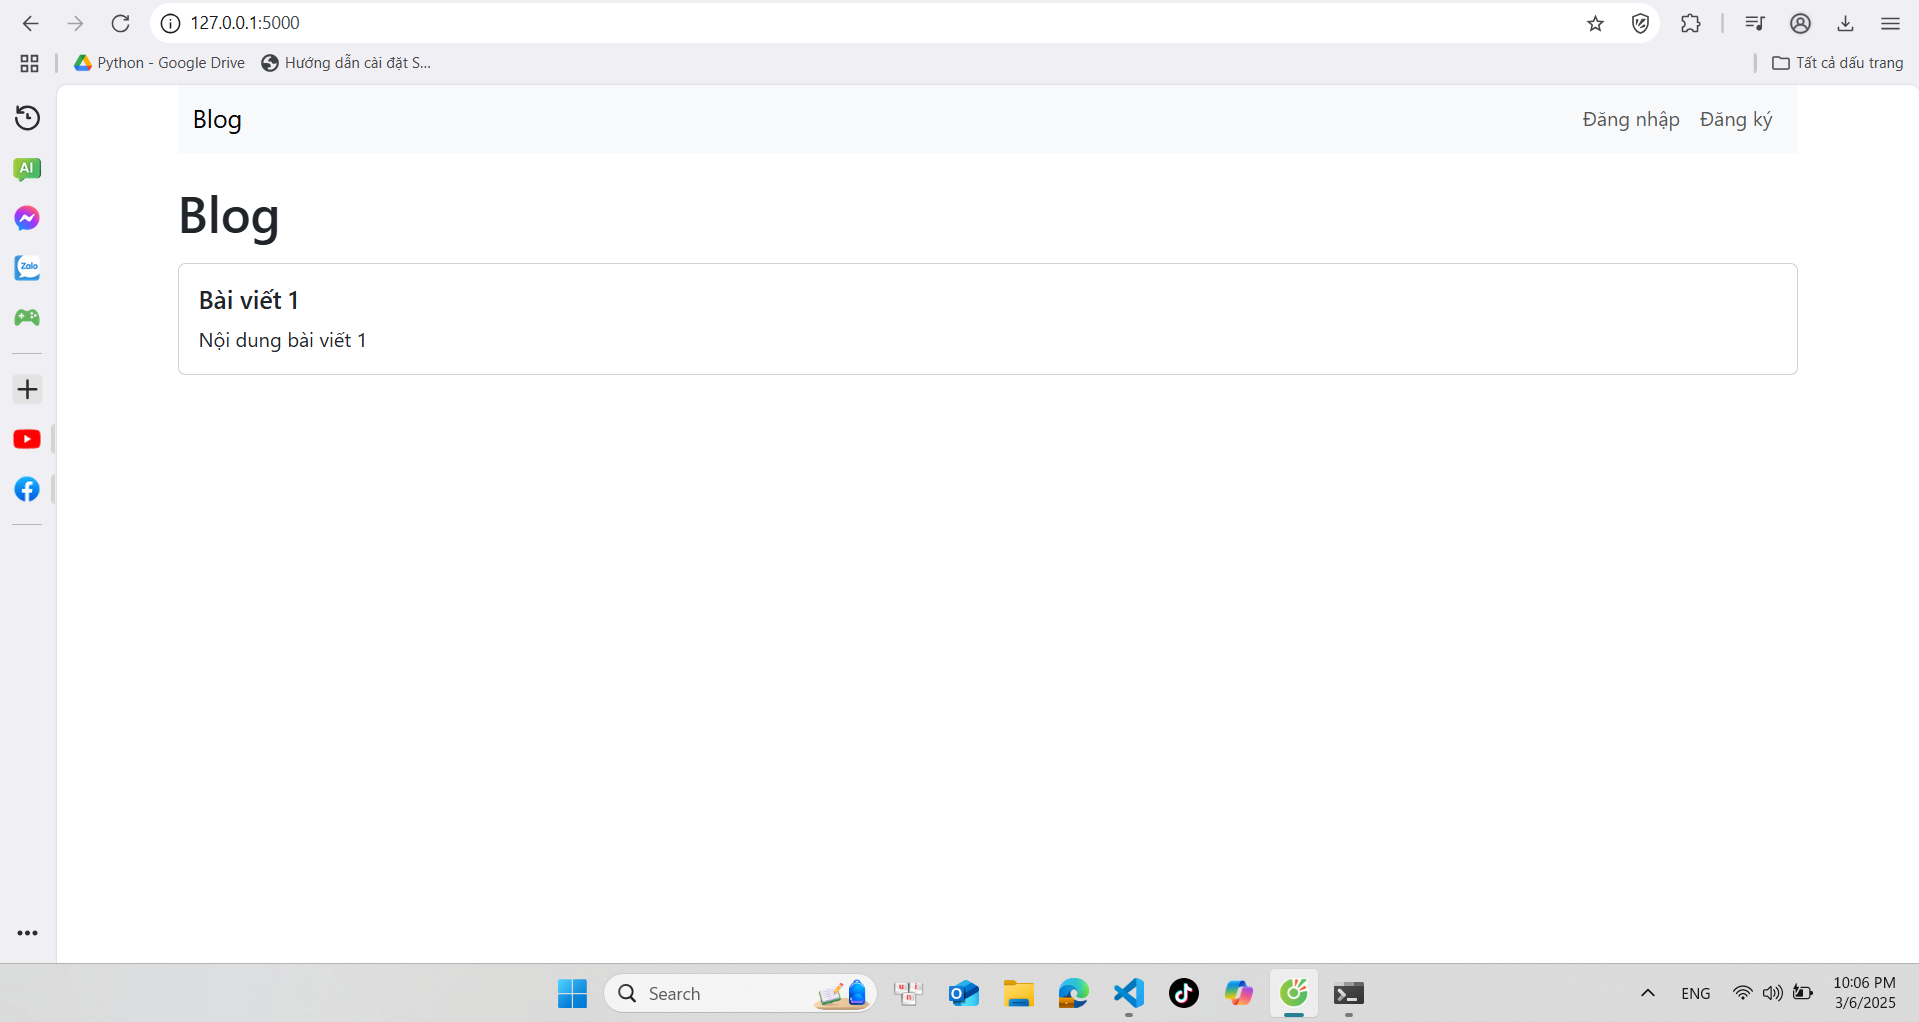 127.0.0.1:5000
Python - Google Drive
Hướng dẫn cài đặt S...
Tất cả dấu trang
AI
Zalo
Blog
Đăng nhập
Đăng ký
Blog
Bài viết 1
Nội dung bài viết 1
Search
ENG
10:06 PM
3/6/2025